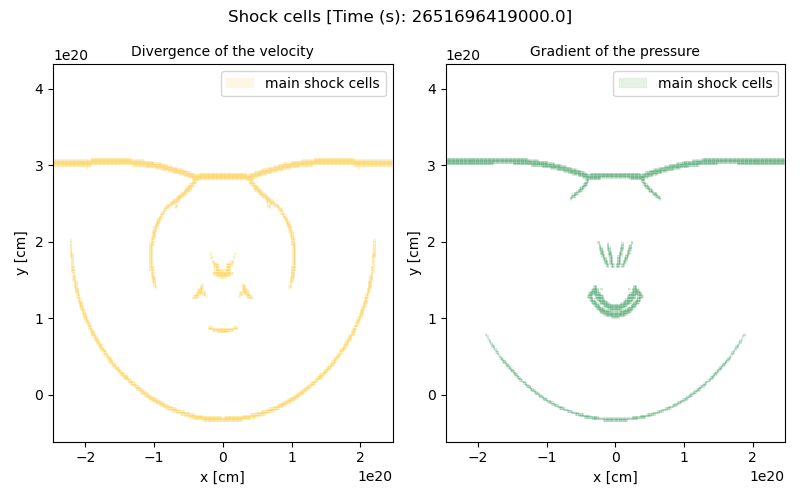 Shock cells [Time (s): 2651696419000.0]
Divergence of the velocity
1e20
main shock cells
4
3
2
1
0
y [cm]
−2
−1
0
1
2
x [cm]
1e20
Gradient of the pressure
1e20
main shock cells
4
3
2
1
0
y [cm]
−2
−1
0
1
2
x [cm]
1e20